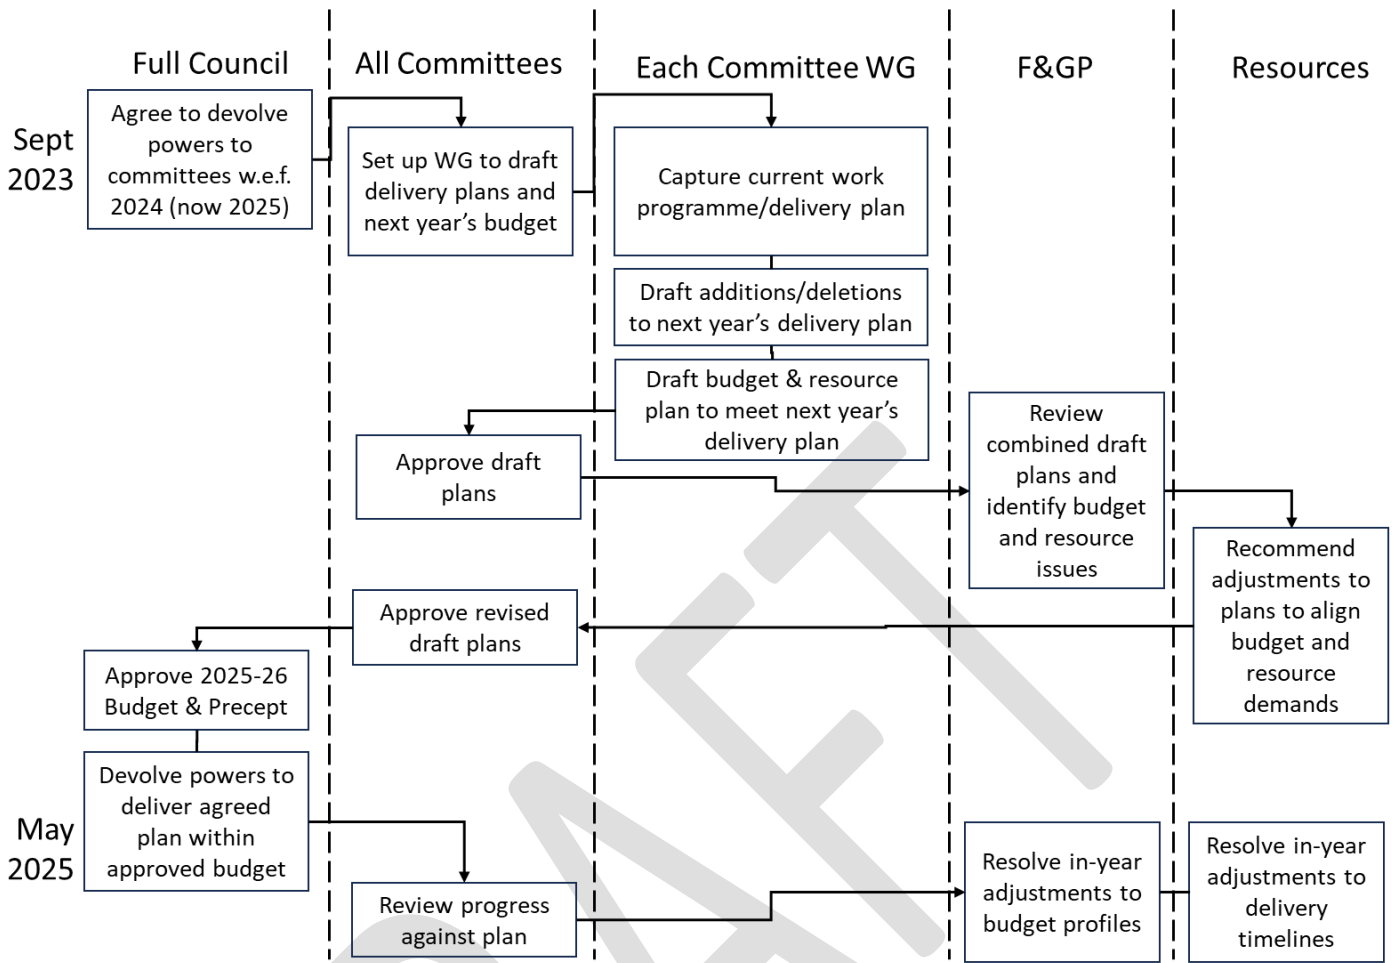 Full Council
All Committees
Each Committee WG
F&GP
Resources
Sept
2023
Agree to devolve
powers to
committees w.e.f.
2024 (now 2025)
Set up WG to draft
delivery plans and
next year’s budget
Capture current work
programme/delivery plan
Draft additions/deletions
to next year’s delivery plan
Draft budget & resource
plan to meet next year’s
delivery plan
Approve draft
plans
Review
combined draft
plans and
identify budget
and resource
issues
Recommend
adjustments to
plans to align
budget and
resource
demands
Approve revised
draft plans
Approve 2025-26
Budget & Precept
May
2025
Devolve powers to
deliver agreed
plan within
approved budget
Review progress
against plan
Resolve in-year
adjustments to
budget profiles
Resolve in-year
adjustments to
delivery
timelines
DRAFT